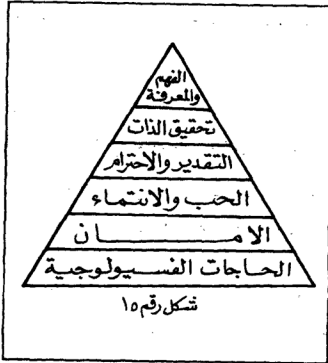 الفهم
والمعرفة
تحقيق الذات
التقدير والاحترام
الحب والانتماء
الامان
الحاجات الفسيولوجية
شكل رقم ١٥